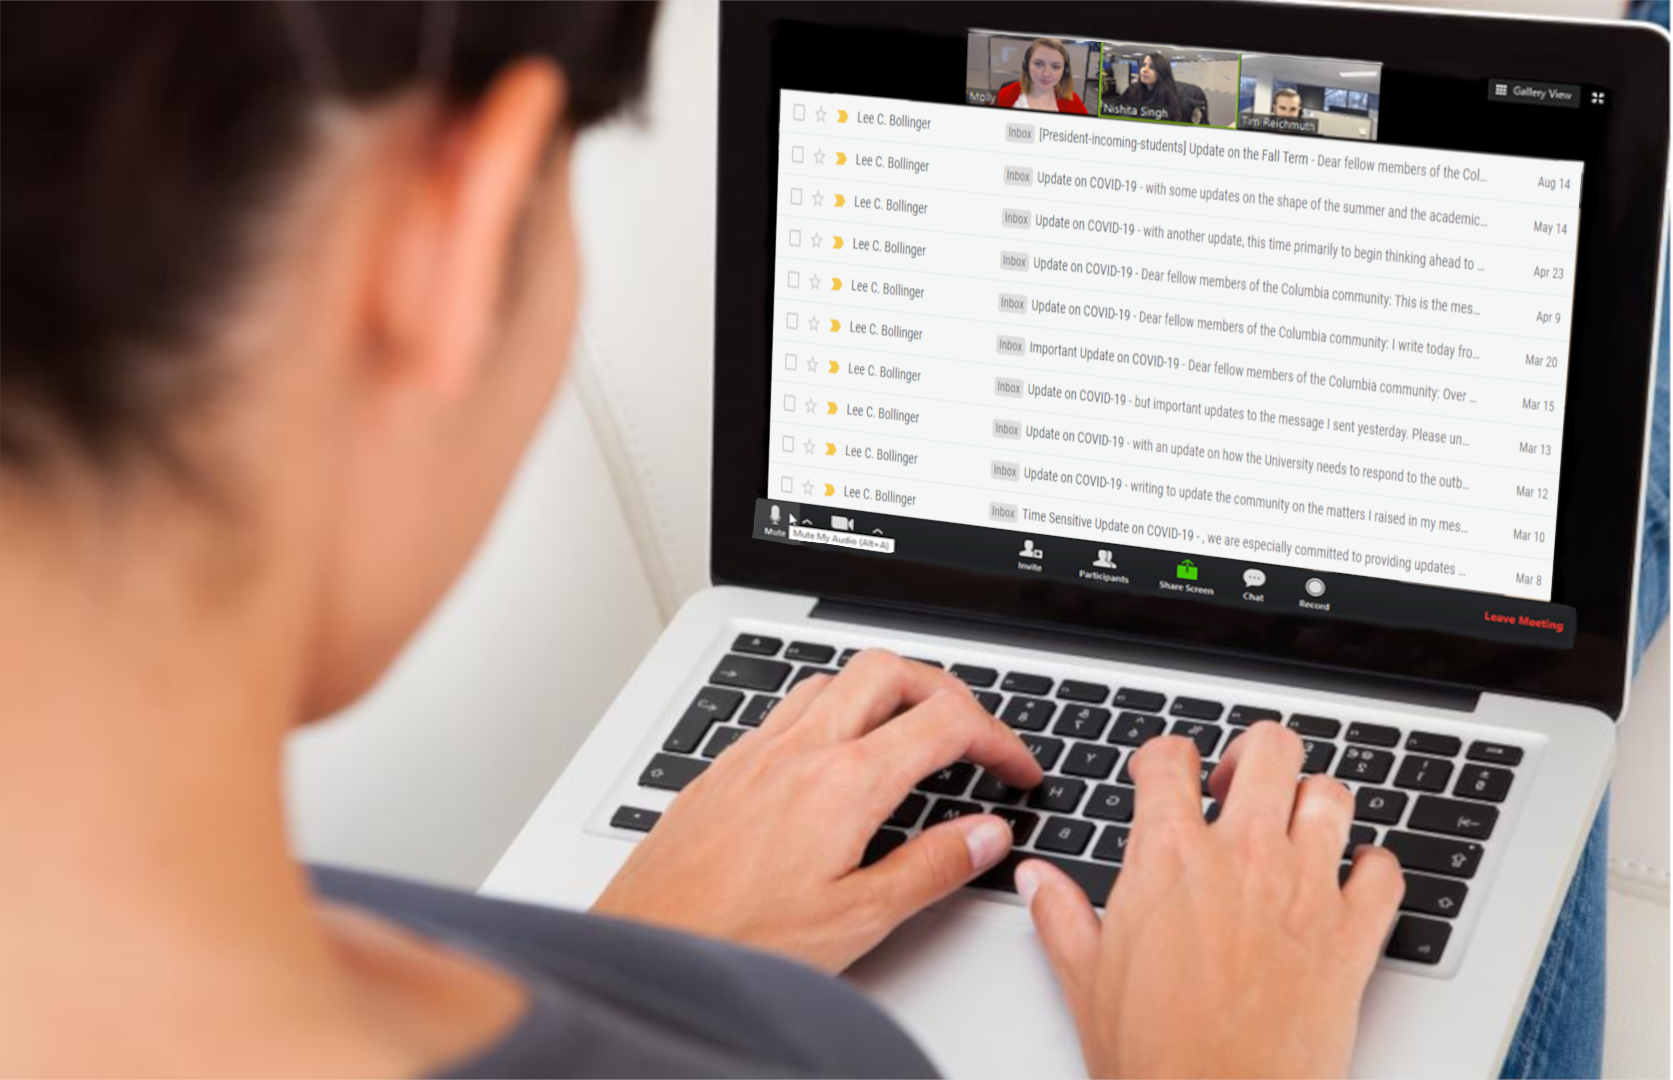 Molly
Nishita Singh
Tim Reichmuth
Gallery View
Lee C. Bollinger Inbox [President-incoming-students] Update on the Fall Term - Dear fellow members of the Col... Aug 14
Lee C. Bollinger Inbox Update on COVID-19 - with some updates on the shape of the summer and the academic... May 14
Lee C. Bollinger Inbox Update on COVID-19 - with another update, this time primarily to begin thinking ahead to ... Apr 23
Lee C. Bollinger Inbox Update on COVID-19 - Dear fellow members of the Columbia community: This is the mes... Apr 9
Lee C. Bollinger Inbox Update on COVID-19 - Dear fellow members of the Columbia community: I write today fro... Mar 20
Lee C. Bollinger Inbox Important Update on COVID-19 - Dear fellow members of the Columbia community: Over ... Mar 15
Lee C. Bollinger Inbox Update on COVID-19 - but important updates to the message I sent yesterday. Please un... Mar 13
Lee C. Bollinger Inbox Update on COVID-19 - with an update on how the University needs to respond to the outb... Mar 12
Lee C. Bollinger Inbox Update on COVID-19 - writing to update the community on the matters I raised in my mes... Mar 10
Lee C. Bollinger Inbox Time Sensitive Update on COVID-19 - , we are especially committed to providing updates ... Mar 8
Mute
Mute My Audio (Alt+A)
Invite
Participants
Share Screen
Chat
Record
Leave Meeting